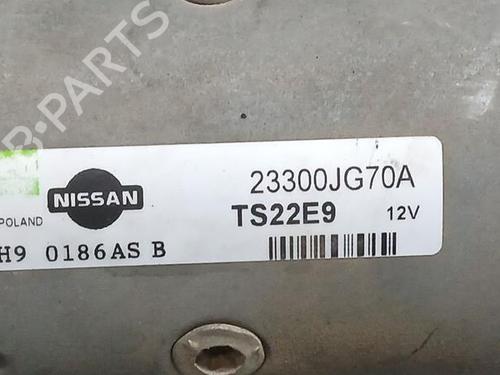 B-PARTS
NISSAN
23300JG70A
POLAND
TS22E9 12V
H9 0186AS B